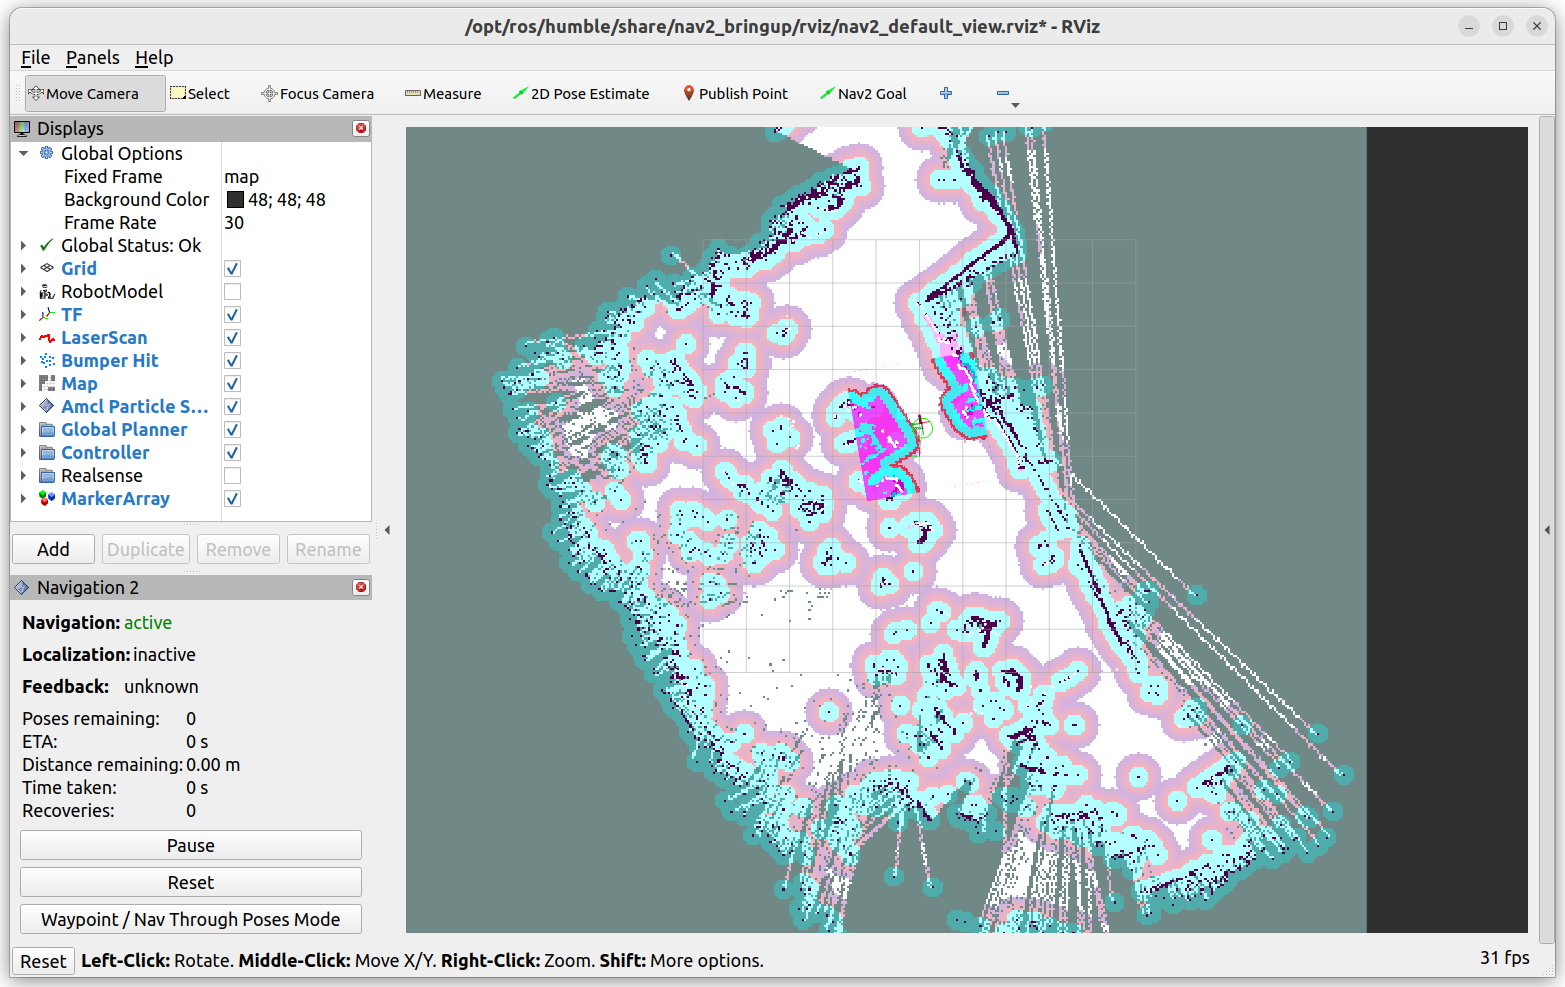 /opt/ros/humble/share/nav2_bringup/rviz/nav2_default_view.rviz* - RViz
File Panels Help
Move Camera Select Focus Camera Measure 2D Pose Estimate Publish Point Nav2 Goal
Displays
Global Options
Fixed Frame map
Background Color 48; 48; 48
Frame Rate 30
Global Status: Ok
Grid
RobotModel
TF
LaserScan
Bumper Hit
Map
Amcl Particle S...
Global Planner
Controller
Realsense
MarkerArray
Add Duplicate Remove Rename
Navigation 2
Navigation: active
Localization: inactive
Feedback: unknown
Poses remaining: 0
ETA: 0 s
Distance remaining: 0.00 m
Time taken: 0 s
Recoveries: 0
Pause
Reset
Waypoint / Nav Through Poses Mode
Reset Left-Click: Rotate. Middle-Click: Move X/Y. Right-Click: Zoom. Shift: More options. 31 fps